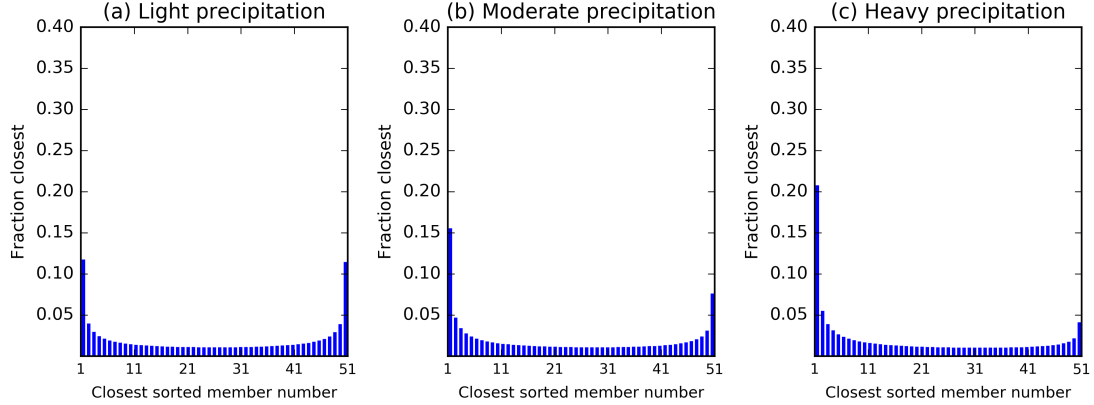 (a) Light precipitation
0.40
0.35
0.30
0.25
0.20
0.15
0.10
0.05
Fraction closest
1 11 21 31 41 51
Closest sorted member number
(b) Moderate precipitation
0.40
0.35
0.30
0.25
0.20
0.15
0.10
0.05
Fraction closest
1 11 21 31 41 51
Closest sorted member number
(c) Heavy precipitation
0.40
0.35
0.30
0.25
0.20
0.15
0.10
0.05
Fraction closest
1 11 21 31 41 51
Closest sorted member number